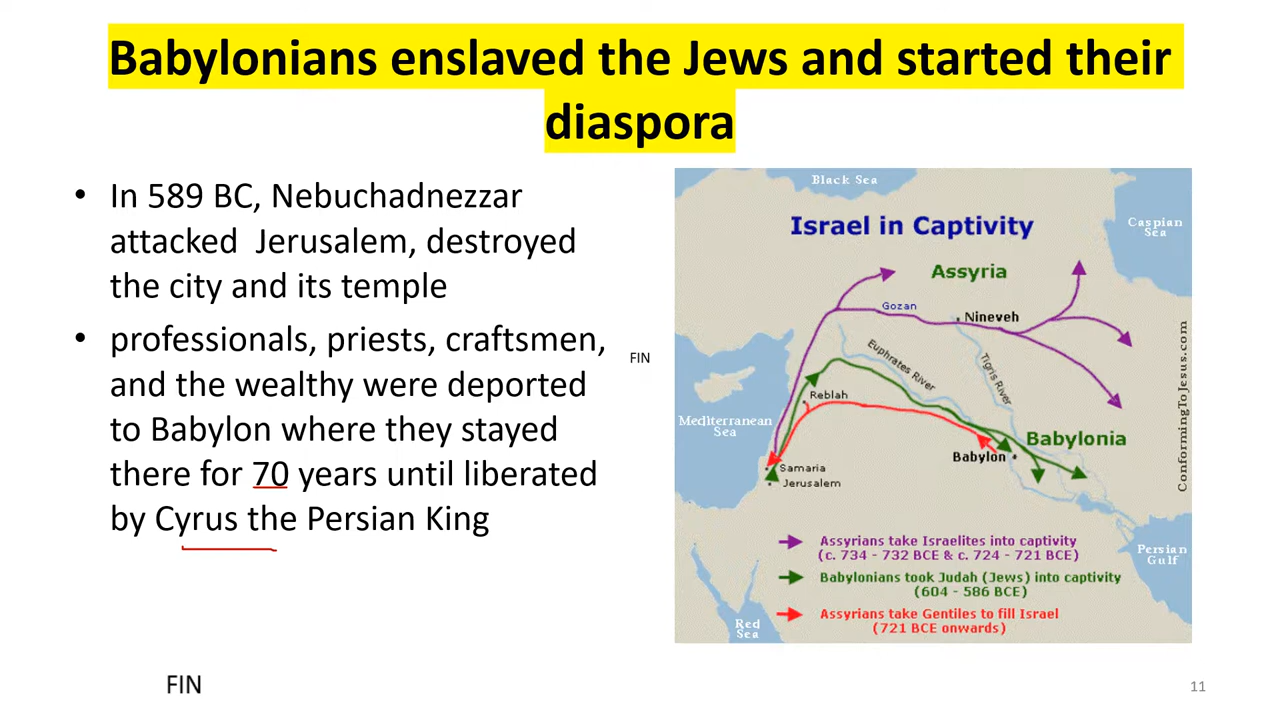 Babylonians enslaved the Jews and started their
diaspora
• In 589 BC, Nebuchadnezzar
attacked  Jerusalem, destroyed
the city and its temple
• professionals, priests, craftsmen,
and the wealthy were deported
to Babylon where they stayed
there for 70 years until liberated
by Cyrus the Persian King
FIN
FIN
Black Sea
Caspian
Sea
Israel in Captivity
Assyria
Gozan
Nineveh
Euphrates River
Tigris River
Reblah
Mediterranean
Sea
Babylonia
Babylon
Samaria
Jerusalem
ConformingToJesus.com
Assyrians take Israelites into captivity
(c. 734 - 732 BCE & c. 724 - 721 BCE)
Persian
Gulf
Babylonians took Judah (Jews) into captivity
(604 - 586 BCE)
Assyrians take Gentiles to fill Israel
(721 BCE onwards)
Red
Sea
11